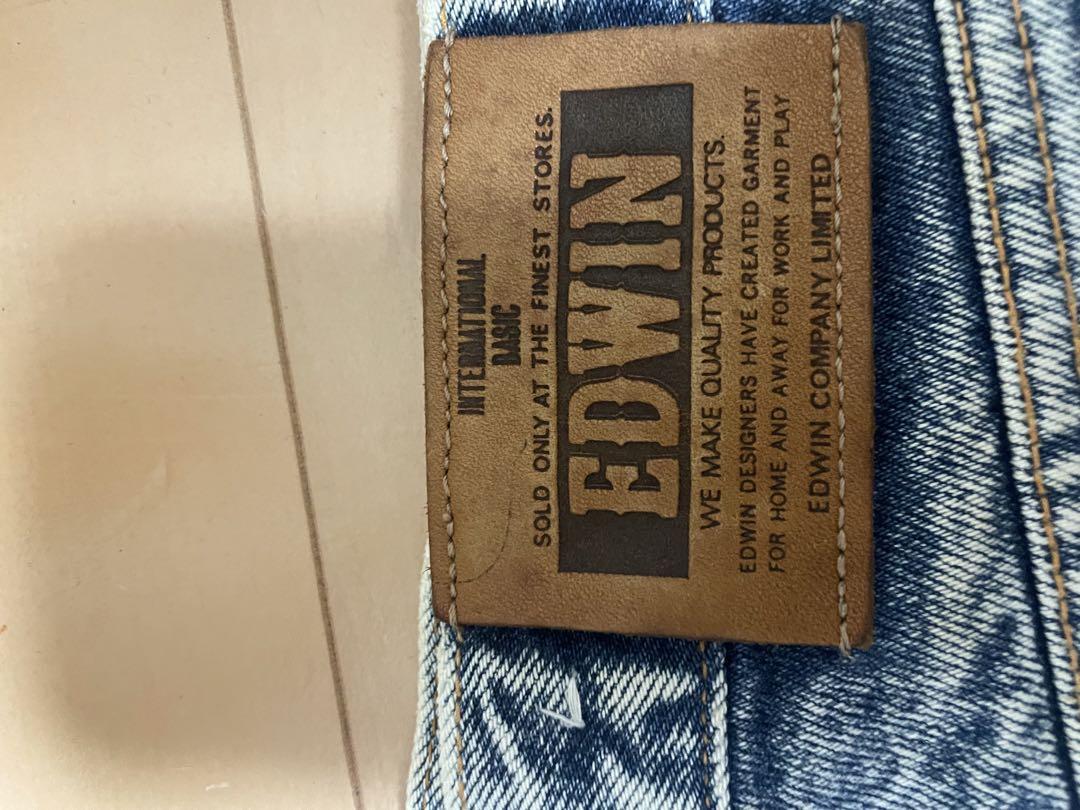 INTERNATIONAL
BASIC
SOLD ONLY AT THE FINEST STORES.
EDWIN
WE MAKE QUALITY PRODUCTS.
EDWIN DESIGNERS HAVE CREATED GARMENT
FOR HOME AND AWAY FOR WORK AND PLAY
EDWIN COMPANY LIMITED